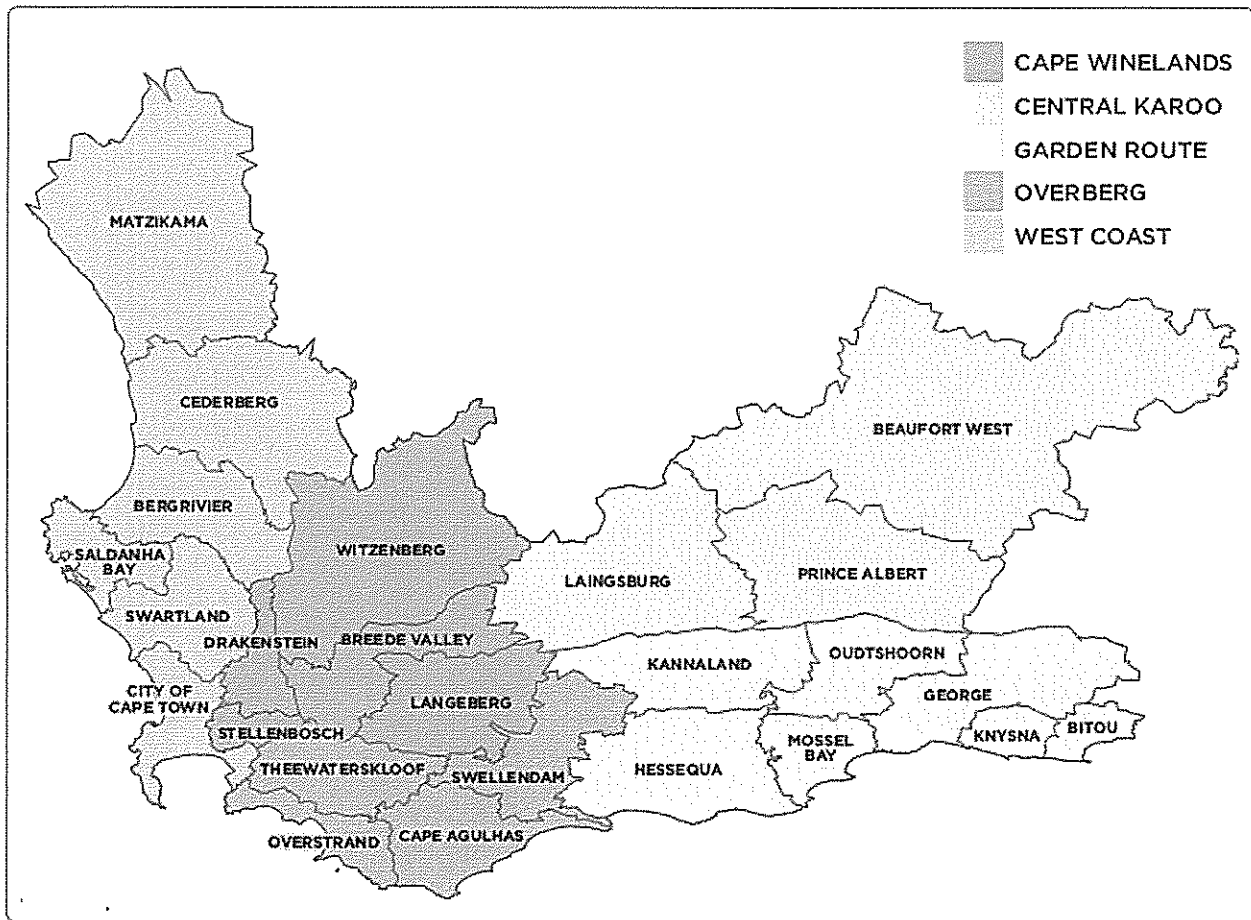 CAPE WINELANDS
CENTRAL KAROO
GARDEN ROUTE
OVERBERG
WEST COAST
MATZIKAMA
CEDERBERG
BEAUFORT WEST
BERGRIVIER
WITZENBERG
SALDANHA
BAY
LAINGSBURG
PRINCE ALBERT
SWARTLAND
DRAKENSTEIN
BREEDE VALLEY
KANNALAND
OUDTSHOORN
CITY OF
CAPE TOWN
LANGEBERG
GEORGE
STELLENBOSCH
MOSSEL
BAY
KNYSNA
BITOU
THEEWATERSKLOOF
SWELLENDAM
HESSEQUA
OVERSTRAND
CAPE AGULHAS